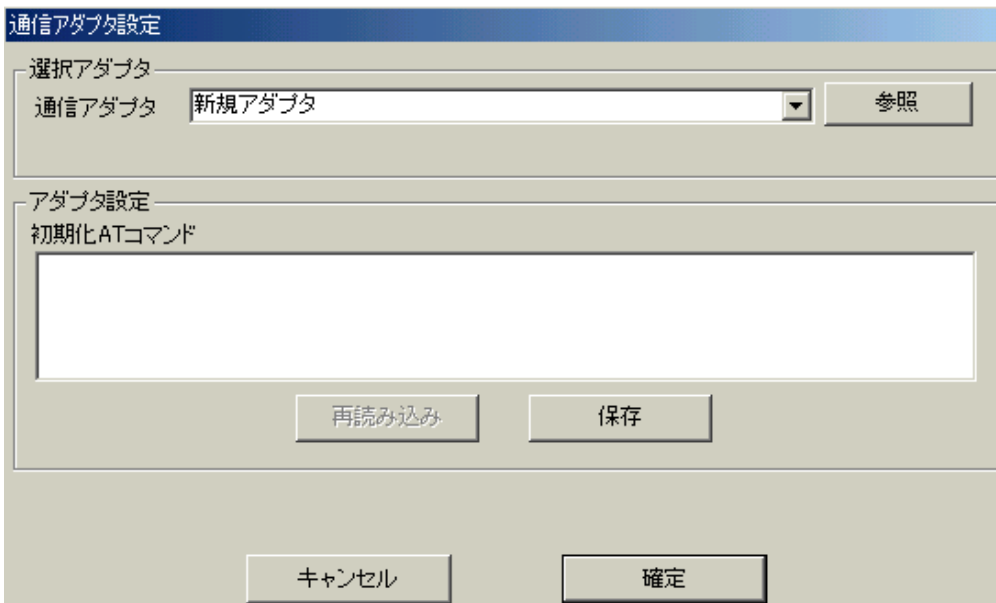 通信アダプタ設定
選択アダプタ
通信アダプタ 新規アダプタ 参照
アダプタ設定
初期化ATコマンド
再読み込み 保存
キャンセル 確定